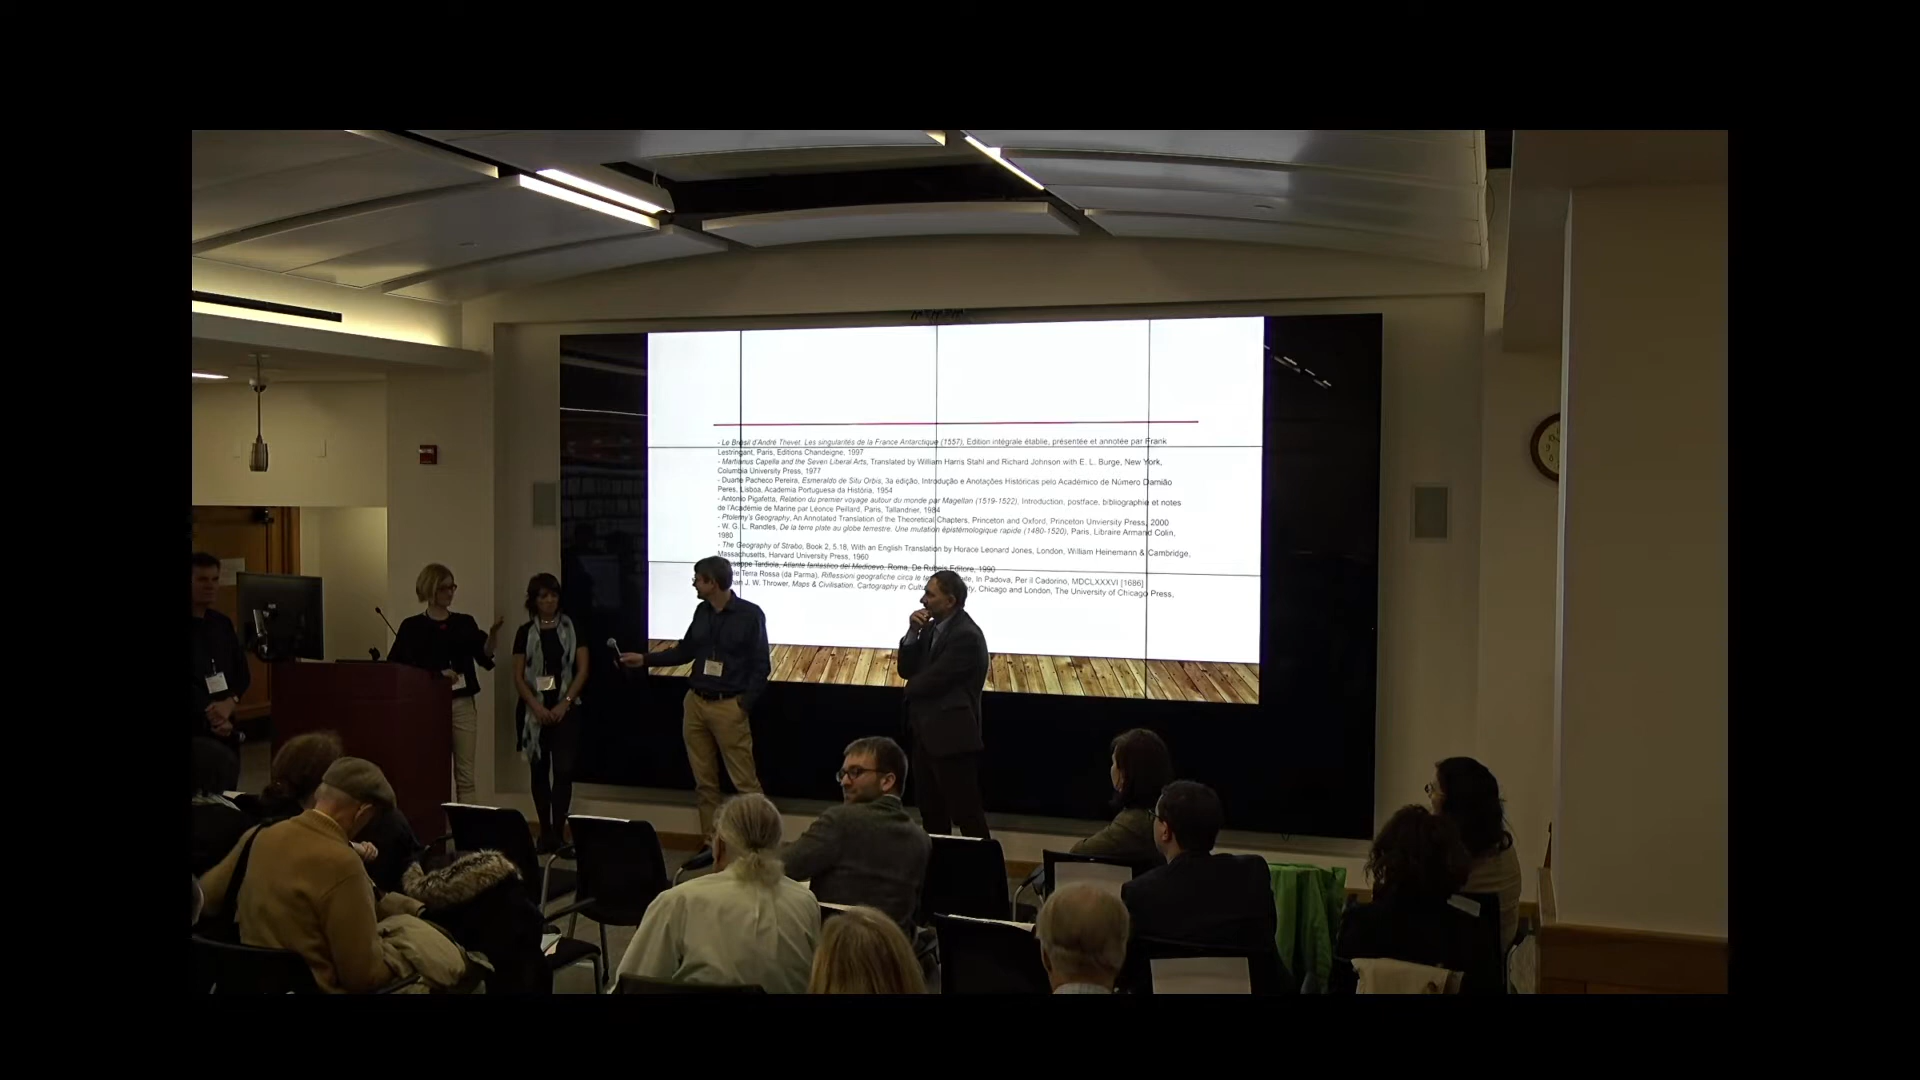 - Le Brésil d'André Thevet. Les singularités de la France Antarctique (1557), Edition intégrale établie, présentée et annotée par Frank
Lestringant, Paris, Editions Chandeigne, 1997
- Martianus Capella and the Seven Liberal Arts, Translated by William Harris Stahl and Richard Johnson with E. L. Burge, New York,
Columbia University Press, 1977
- Duarte Pacheco Pereira, Esmeraldo de Situ Orbis, 3a edição, Introdução e Anotações Históricas pelo Académico de Número Damião
Peres, Lisboa, Academia Portuguesa da História, 1954
- Antonio Pigafetta, Relation du premier voyage autour du monde par Magellan (1519-1522), Introduction, postface, bibliographie et notes
de l'Académie de Marine par Léonce Peillard, Paris, Tallandrier, 1984
- Ptolemy's Geography, An Annotated Translation of the Theoretical Chapters, Princeton and Oxford, Princeton Unviersity Press, 2000
- W. G. L. Randles, De la terre plate au globe terrestre. Une mutation épistémologique rapide (1480-1520), Paris, Libraire Armand Colin,
1980
- The Geography of Strabo, Book 2, 5.18, With an English Translation by Horace Leonard Jones, London, William Heinemann & Cambridge,
Massachusetts, Harvard University Press, 1960
Tardiola, Atlante fantastico del Medioevo. Roma, De Rubeis Editore, 1990
Terra Rossa (da Parma), Riflessioni geografiche circa le In Padova, Per il Cadorino, MDCLXXXVI [1686]
J. W. Thrower, Maps & Civilisation. Cartography in Chicago and London, The University of Chicago Press,